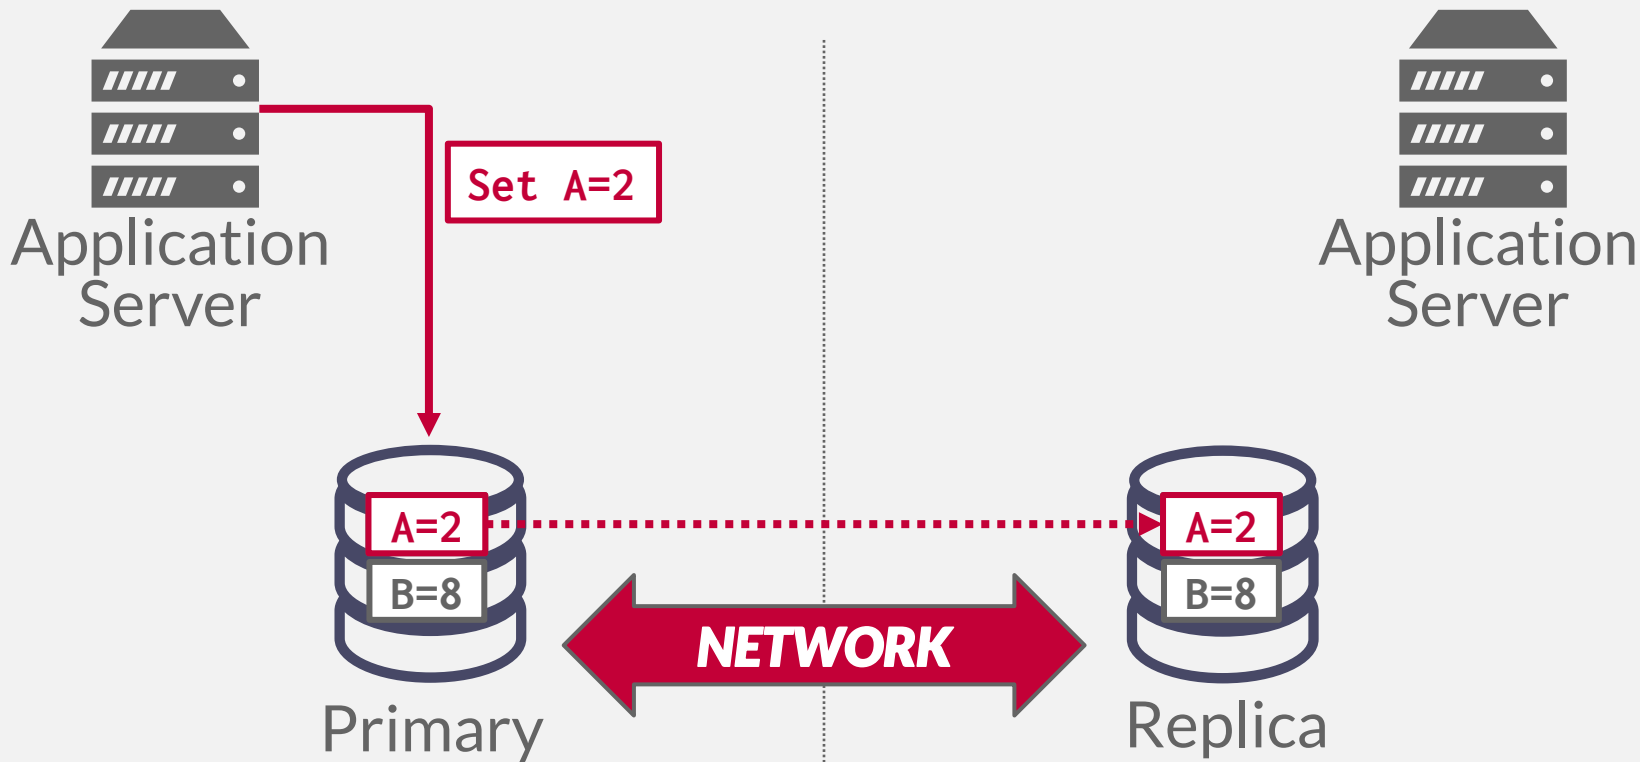 Application
Server
Application
Server
Set A=2
A=2
B=8
A=2
B=8
NETWORK
Primary
Replica